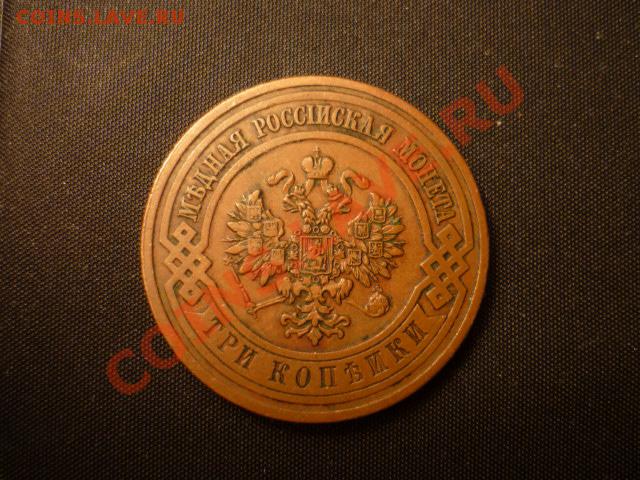 COINS.LAVE.RU
МѢДНАЯ РОССІЙСКАЯ МОНЕТА
ТРИ КОПѢЙКИ
COINS.LAVE.RU